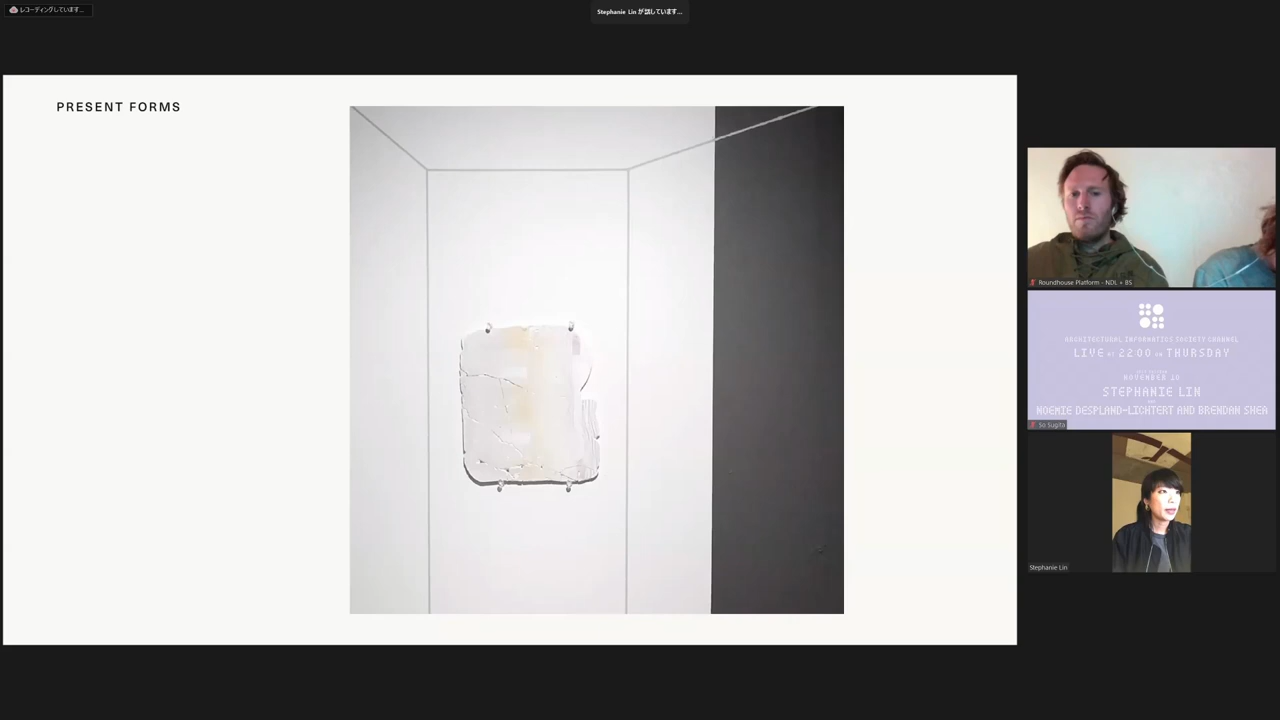 レコーディングしています...
Stephanie Lin が話しています...
PRESENT FORMS
Roundhouse Platform - NDL + BS
ARCHITECTURAL INFORMATICS SOCIETY CHANNEL
LIVE AT 22:00 ON THURSDAY
NOVEMBER
STEPHANIE LIN
AND
NOEMIE DESPLAND-LICHTERT AND BRENDAN SHEA
So Sugita
Stephanie Lin